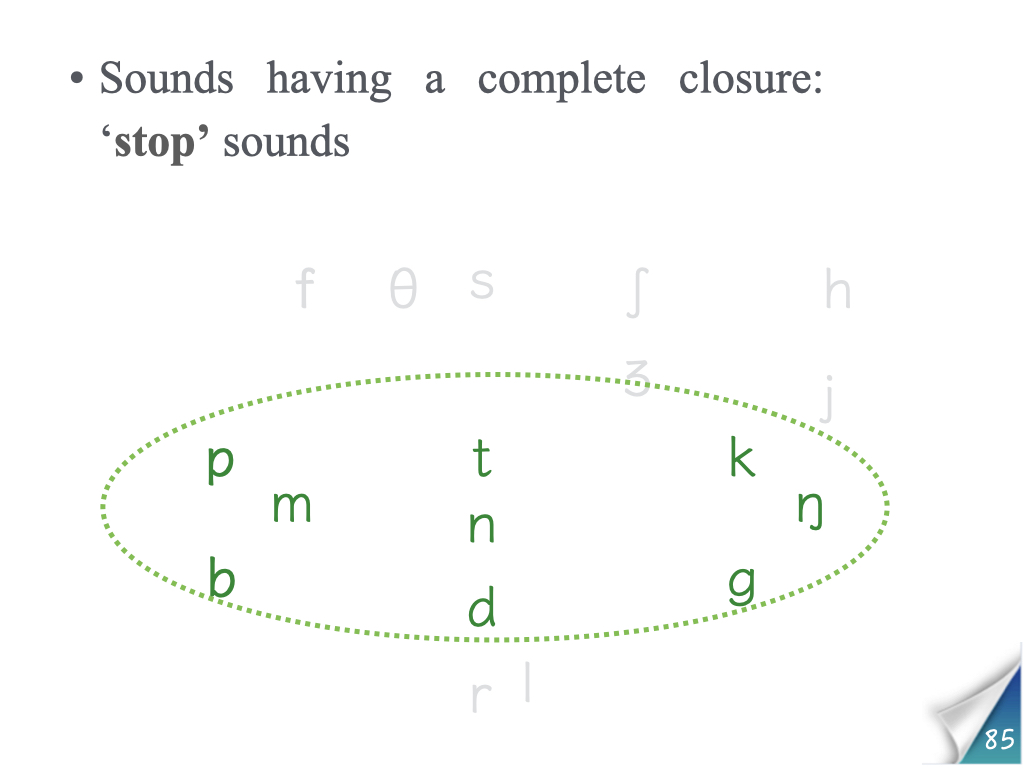 • Sounds having a complete closure:
‘stop’ sounds
f θ s ʃ h
ʒ j
p t k
m n ŋ
b d g
r l
85